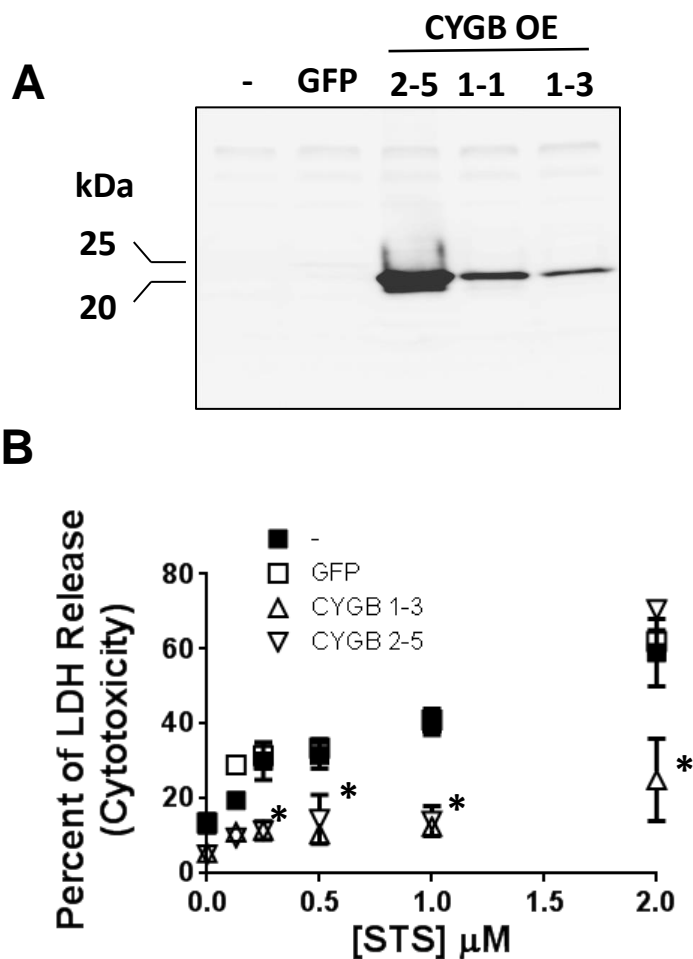 CYGB OE
A
- GFP 2-5 1-1 1-3
kDa
25
20
B
Percent of LDH Release
(Cytotoxicity)
-
GFP
CYGB 1-3
CYGB 2-5
80
60
40
20
0
*
*
*
*
0.0 0.5 1.0 1.5 2.0
[STS] μM